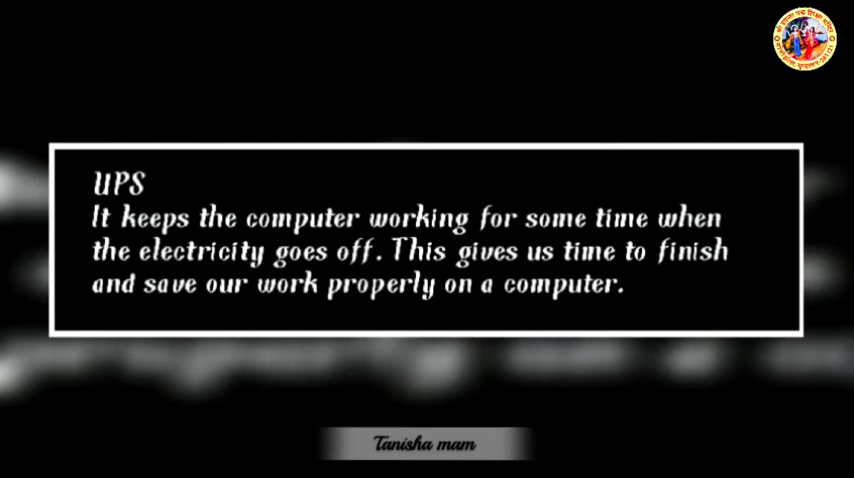 UPS
It keeps the computer working for some time when
the electricity goes off. This gives us time to finish
and save our work properly on a computer.
Tanisha mam